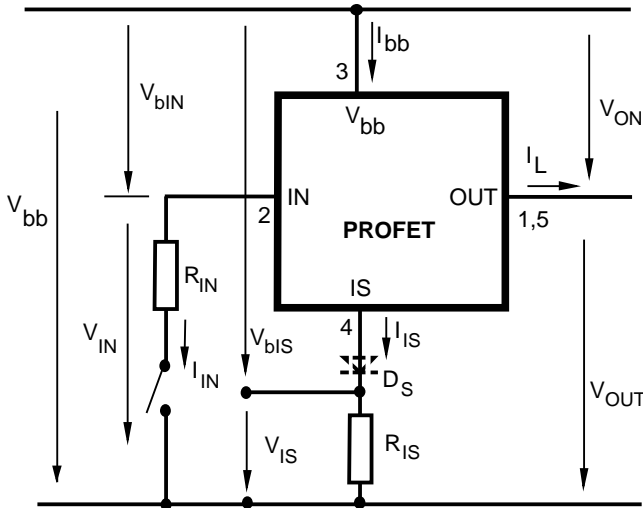 I_bb
3
V_bIN
V_bb
V_ON
I_L
IN
OUT
2
1,5
PROFET
V_bb
R_IN
IS
4
I_IS
V_IN
V_bIS
I_IN
D_S
V_OUT
V_IS
R_IS